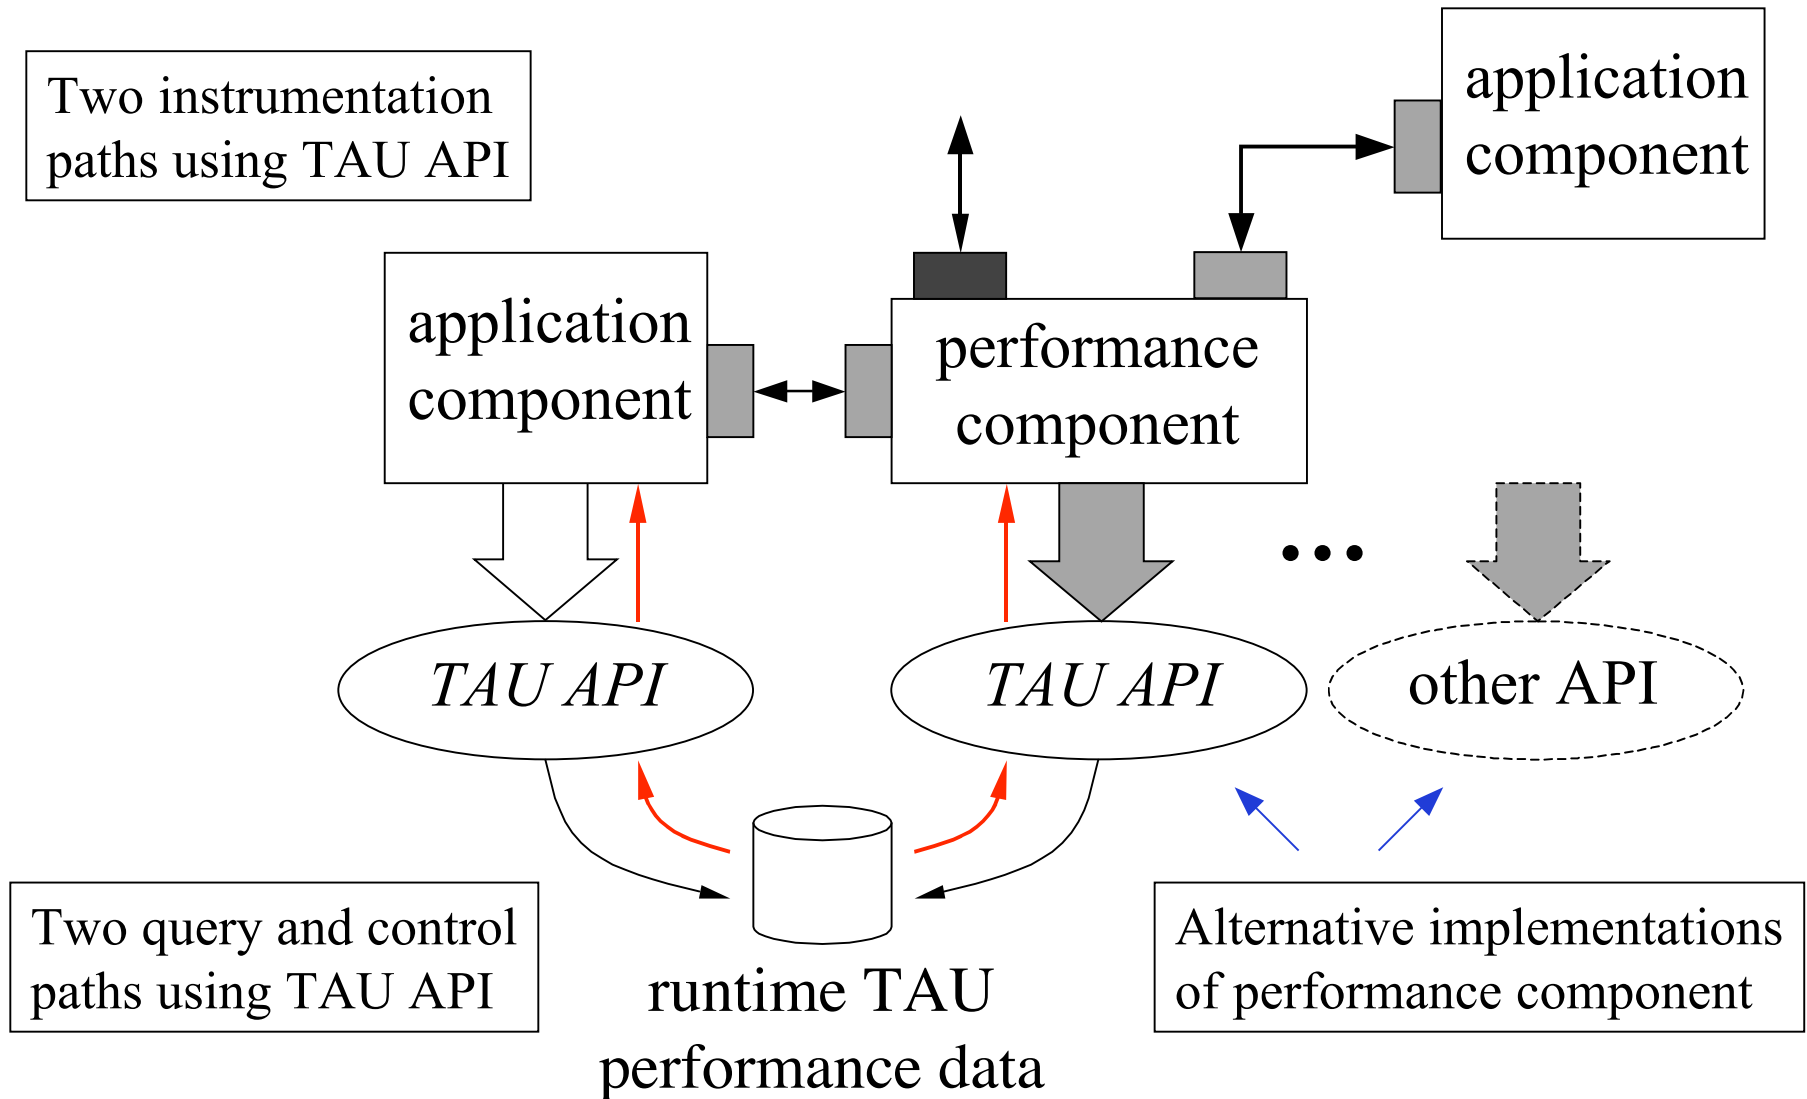 Two instrumentation
paths using TAU API
application
component
application
component
performance
component
TAU API
TAU API
other API
Two query and control
paths using TAU API
runtime TAU
performance data
Alternative implementations
of performance component